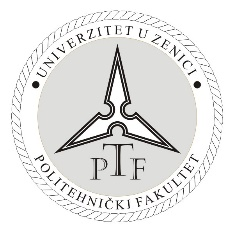 UNIVERZITET U ZENICI
PTF
POLITEHNIČKI FAKULTET